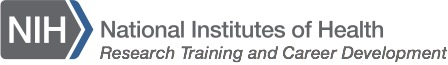 NIH
National Institutes of Health
Research Training and Career Development